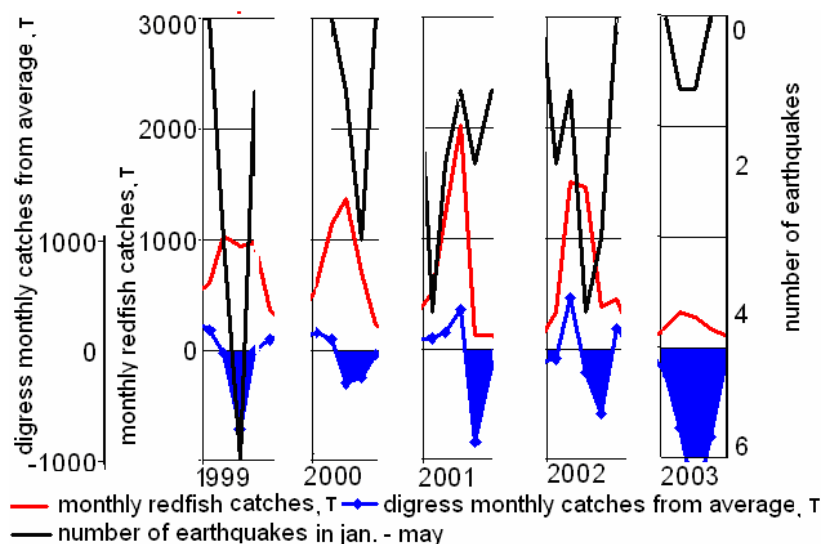 digress monthly catches from average, T
1000
0
-1000
monthly redfish catches, T
3000
2000
1000
0
1999
2000
2001
2002
2003
0
2
4
6
number of earthquakes
monthly redfish catches, T
digress monthly catches from average, T
number of earthquakes in jan. - may